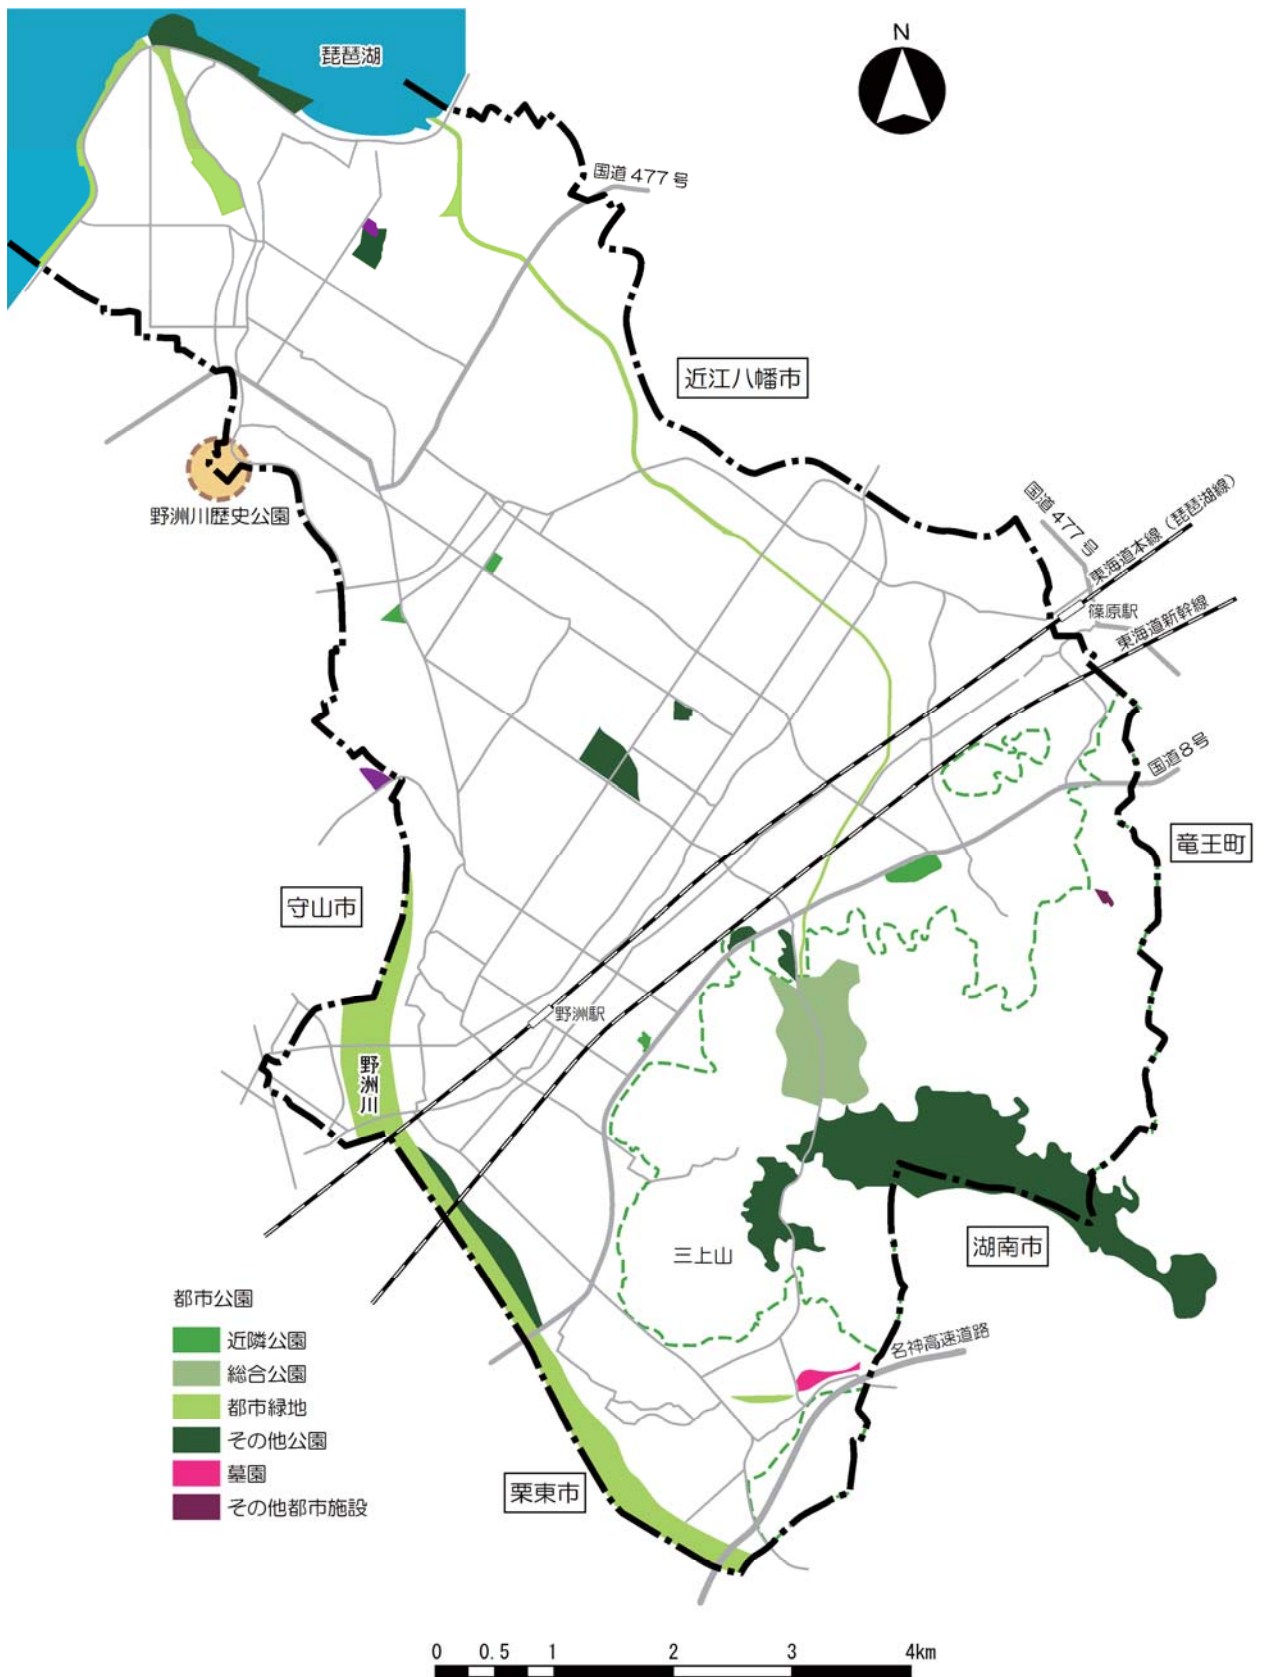 N
琵琶湖
国道477号
近江八幡市
野洲川歴史公園
国道477号
東海道本線（琵琶湖線）
篠原駅
東海道新幹線
国道8号
竜王町
守山市
野洲駅
野洲川
三上山
湖南市
名神高速道路
栗東市
都市公園
近隣公園
総合公園
都市緑地
その他公園
墓園
その他都市施設
0 0.5 1 2 3 4km